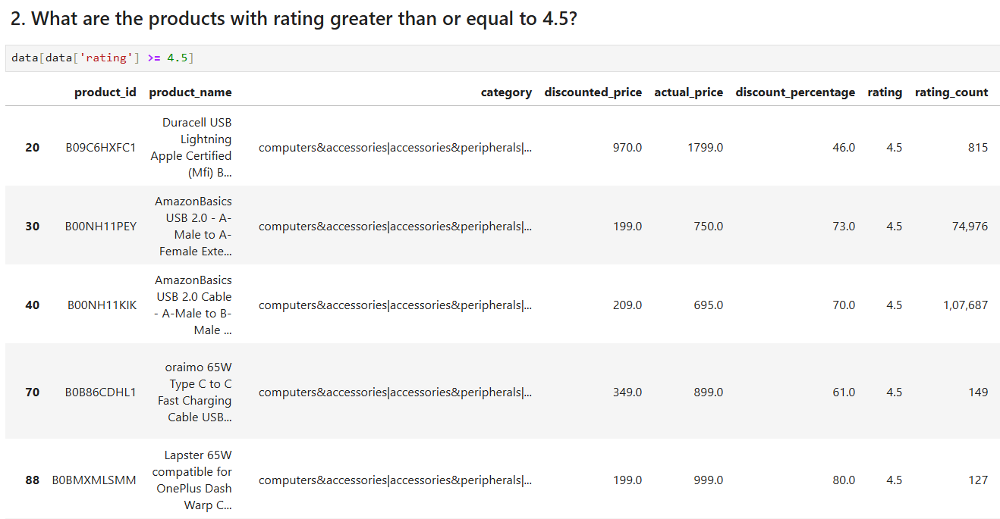 2. What are the products with rating greater than or equal to 4.5?
data[data['rating'] >= 4.5]
product_id product_name category discounted_price actual_price discount_percentage rating rating_count
Duracell USB
Lightning
20 B09C6HXFC1 Apple Certified computers&accessories|accessories&peripherals|... 970.0 1799.0 46.0 4.5 815
(Mfi) B...
AmazonBasics
USB 2.0 - A-
30 B00NH11PEY Male to A- computers&accessories|accessories&peripherals|... 199.0 750.0 73.0 4.5 74,976
Female Exte...
AmazonBasics
USB 2.0 Cable
40 B00NH11KIK - A-Male to B- computers&accessories|accessories&peripherals|... 209.0 695.0 70.0 4.5 1,07,687
Male ...
oraimo 65W
Type C to C
70 B0B86CDHL1 Fast Charging computers&accessories|accessories&peripherals|... 349.0 899.0 61.0 4.5 149
Cable USB...
Lapster 65W
compatible for
88 B0BMXMLSMM OnePlus Dash computers&accessories|accessories&peripherals|... 199.0 999.0 80.0 4.5 127
Warp C...